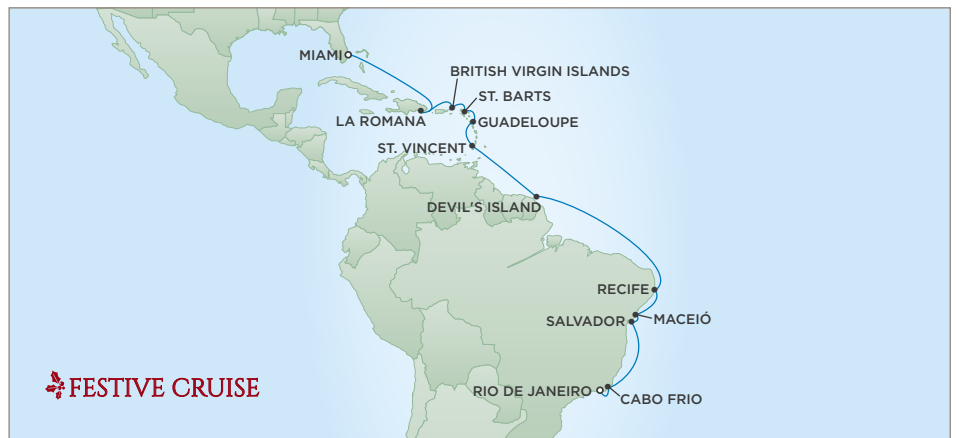 MIAMI
BRITISH VIRGIN ISLANDS
ST. BARTS
LA ROMANA
GUADELOUPE
ST. VINCENT
DEVIL'S ISLAND
RECIFE
SALVADOR
MACEIÓ
RIO DE JANEIRO
CABO FRIO
FESTIVE CRUISE